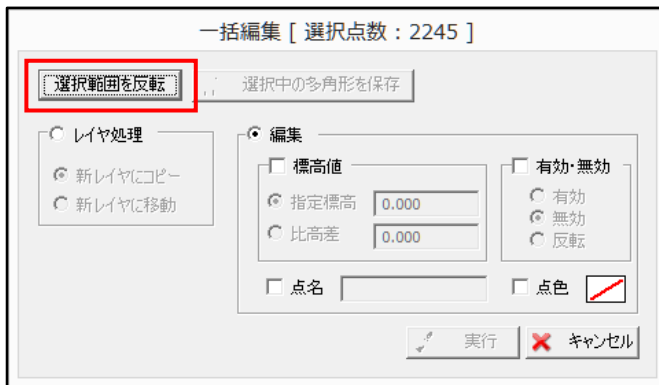 一括編集 [ 選択点数：2245 ]
選択範囲を反転 選択中の多角形を保存
レイヤ処理
新レイヤにコピー
新レイヤに移動
編集
標高値
指定標高 0.000
比高差 0.000
有効・無効
有効
無効
反転
点名
点色
実行 キャンセル